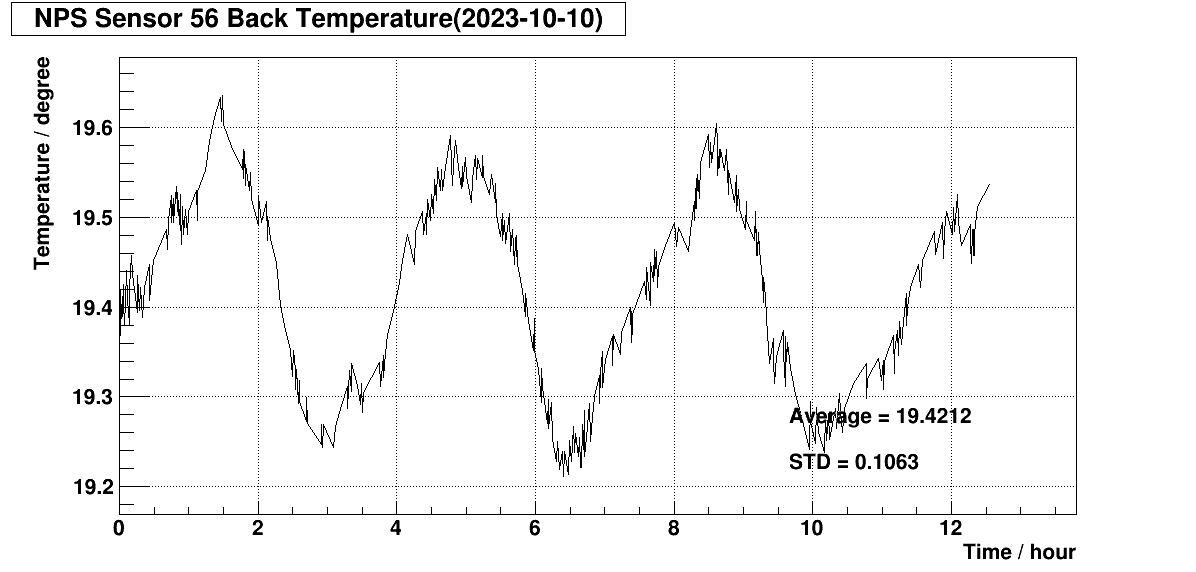 NPS Sensor 56 Back Temperature(2023-10-10)
Temperature / degree
19.6
19.5
19.4
19.3
19.2
Average = 19.4212
STD = 0.1063
0 2 4 6 8 10 12
Time / hour